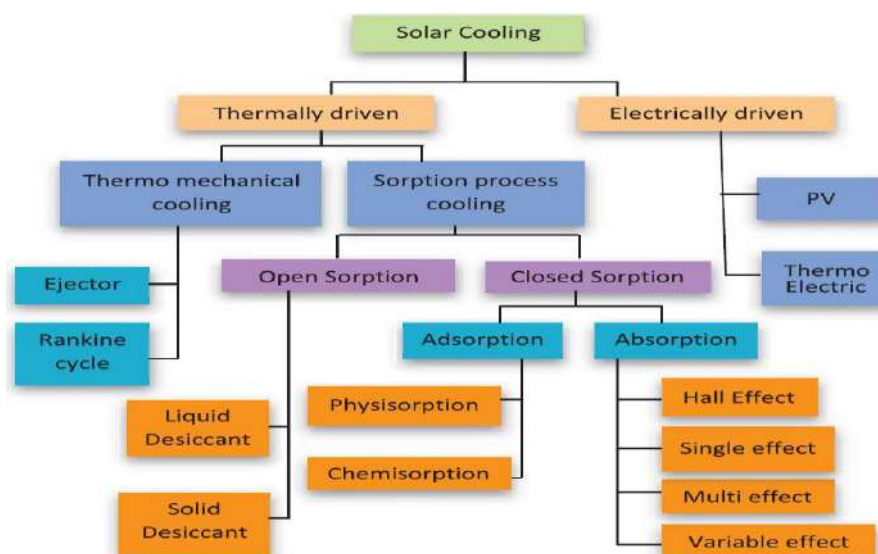 Solar Cooling
Thermally driven
Electrically driven
Thermo mechanical
cooling
Sorption process
cooling
PV
Thermo
Electric
Ejector
Rankine
cycle
Open Sorption
Closed Sorption
Adsorption
Absorption
Liquid
Desiccant
Solid
Desiccant
Physisorption
Chemisorption
Hall Effect
Single effect
Multi effect
Variable effect